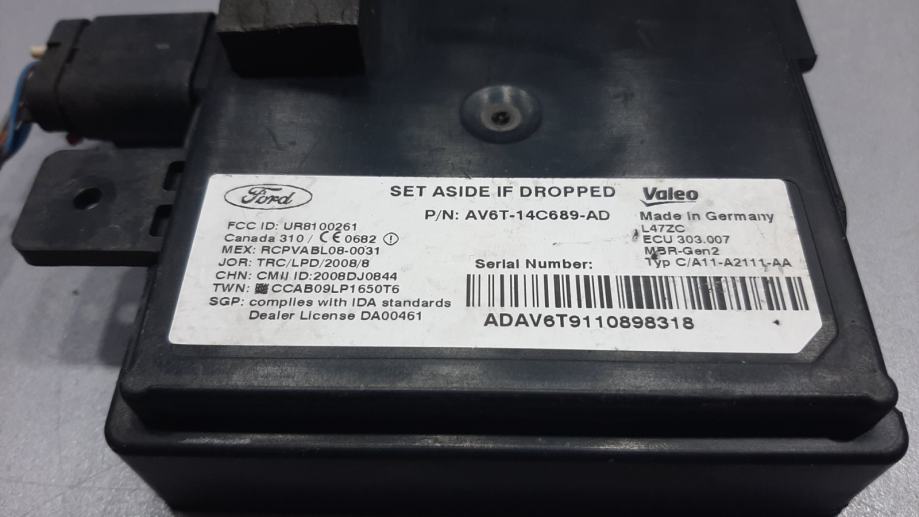 Ford
SET ASIDE IF DROPPED
Valeo
P/N: AV6T-14C689-AD
FCC ID: UR8100261
Canada 310 / CE 0682
MEX: RCPVABL08-0031
JOR: TRC/LPD/2008/8
CHN: CMII ID:2008DJ0844
TWN: CCAB09LP1650T6
SGP: complies with IDA standards
Dealer License DA00461
Made in Germany
L47ZC
ECU 303.007
MBR-Gen2
Typ C/A11-A2111-AA
Serial Number:
ADAV6T9110898318